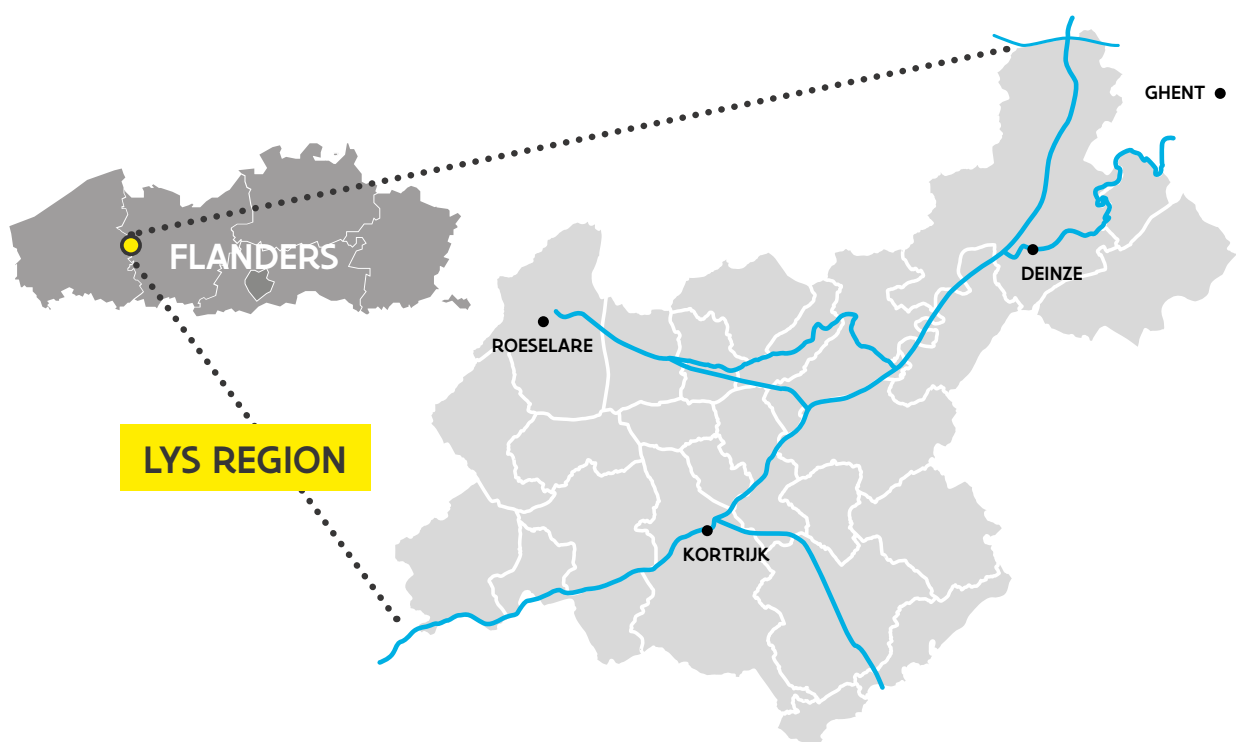 GHENT
FLANDERS
DEINZE
ROESELARE
LYS REGION
KORTRIJK